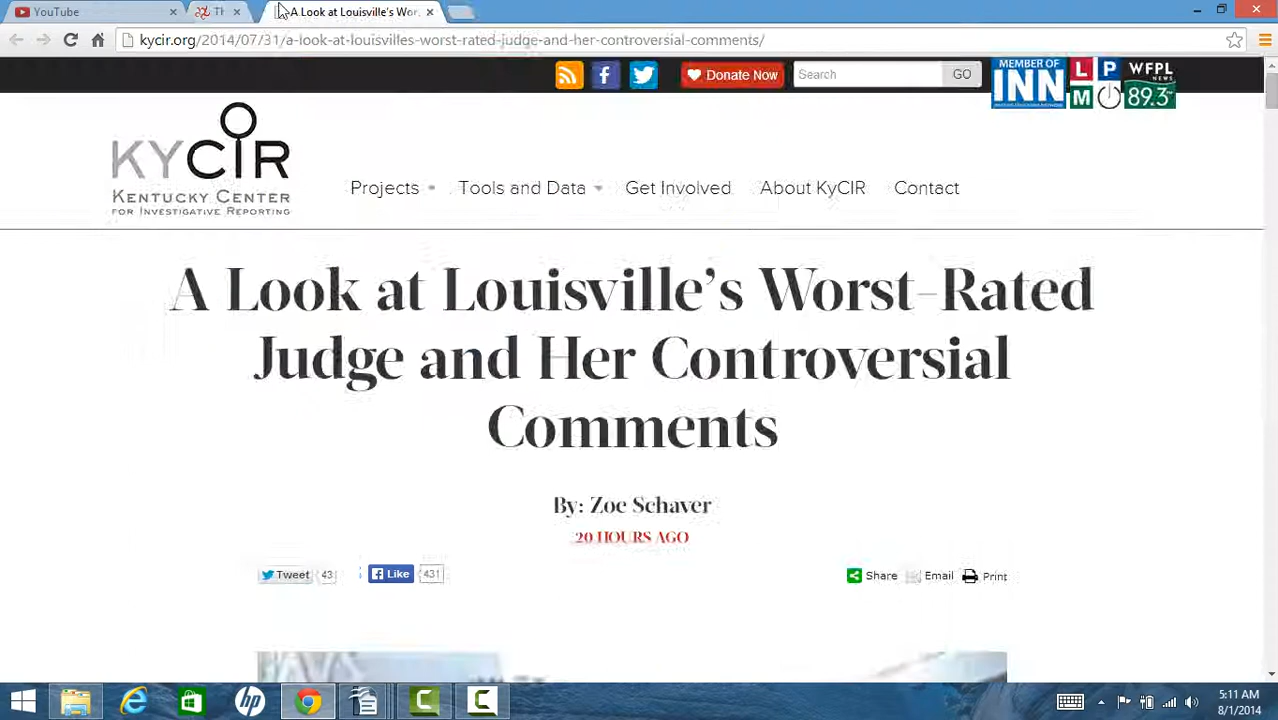 YouTube
Th
A Look at Louisville's Wor
kycir.org/2014/07/31/a-look-at-louisvilles-worst-rated-judge-and-her-controversial-comments/
Donate Now
Search
GO
MEMBER OF
INN
L P
M
WFPL
NEWS
89.3
KYCIR
KENTUCKY CENTER
FOR INVESTIGATIVE REPORTING
Projects
Tools and Data
Get Involved
About KyCIR
Contact
A Look at Louisville's Worst-Rated
Judge and Her Controversial
Comments
By: Zoe Schaver
20 HOURS AGO
Tweet 43
Like 431
Share
Email
Print
5:11 AM
8/1/2014